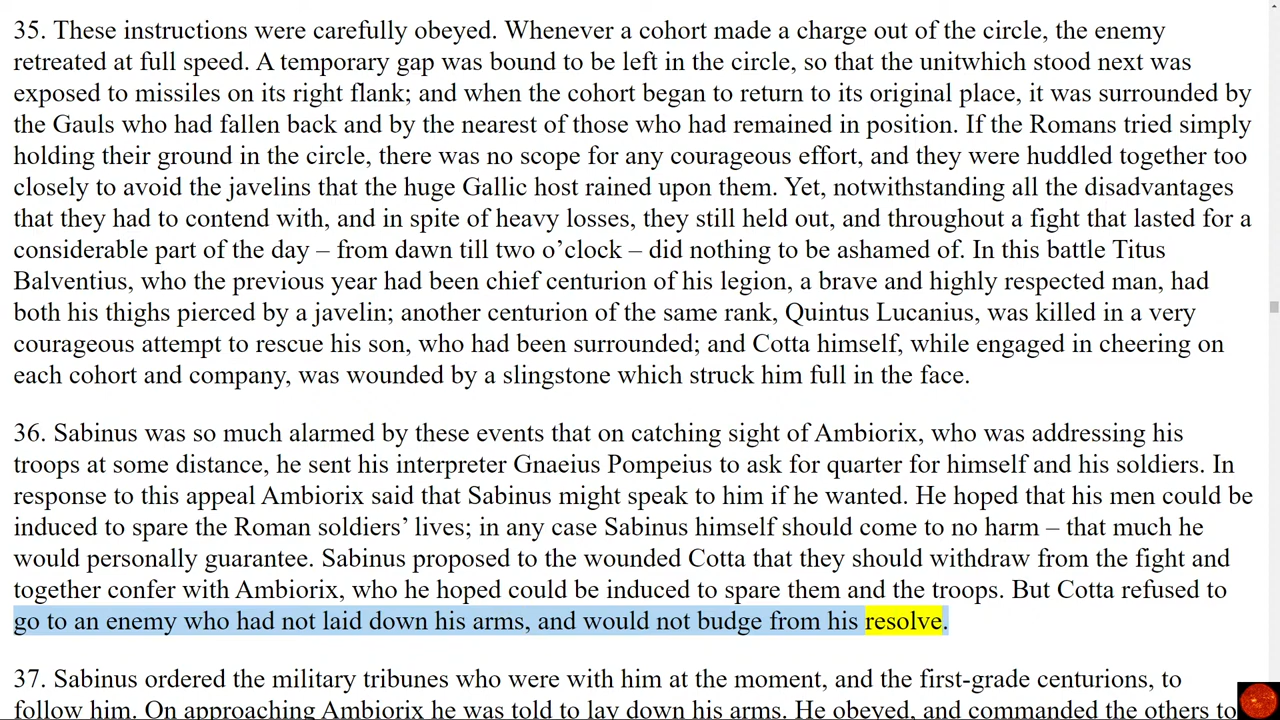 35. These instructions were carefully obeyed. Whenever a cohort made a charge out of the circle, the enemy
retreated at full speed. A temporary gap was bound to be left in the circle, so that the unitwhich stood next was
exposed to missiles on its right flank; and when the cohort began to return to its original place, it was surrounded by
the Gauls who had fallen back and by the nearest of those who had remained in position. If the Romans tried simply
holding their ground in the circle, there was no scope for any courageous effort, and they were huddled together too
closely to avoid the javelins that the huge Gallic host rained upon them. Yet, notwithstanding all the disadvantages
that they had to contend with, and in spite of heavy losses, they still held out, and throughout a fight that lasted for a
considerable part of the day – from dawn till two o’clock – did nothing to be ashamed of. In this battle Titus
Balventius, who the previous year had been chief centurion of his legion, a brave and highly respected man, had
both his thighs pierced by a javelin; another centurion of the same rank, Quintus Lucanius, was killed in a very
courageous attempt to rescue his son, who had been surrounded; and Cotta himself, while engaged in cheering on
each cohort and company, was wounded by a slingstone which struck him full in the face.
36. Sabinus was so much alarmed by these events that on catching sight of Ambiorix, who was addressing his
troops at some distance, he sent his interpreter Gnaeius Pompeius to ask for quarter for himself and his soldiers. In
response to this appeal Ambiorix said that Sabinus might speak to him if he wanted. He hoped that his men could be
induced to spare the Roman soldiers’ lives; in any case Sabinus himself should come to no harm – that much he
would personally guarantee. Sabinus proposed to the wounded Cotta that they should withdraw from the fight and
together confer with Ambiorix, who he hoped could be induced to spare them and the troops. But Cotta refused to
go to an enemy who had not laid down his arms, and would not budge from his resolve.
37. Sabinus ordered the military tribunes who were with him at the moment, and the first-grade centurions, to
follow him. On approaching Ambiorix he was told to lay down his arms. He obeyed, and commanded the others to